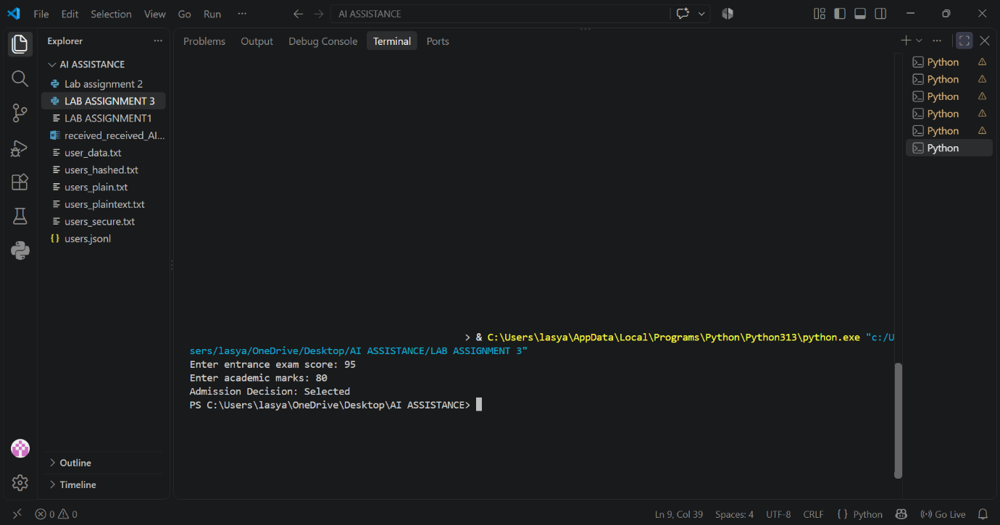 File Edit Selection View Go Run ··· AI ASSISTANCE
Explorer ···
AI ASSISTANCE
Lab assignment 2
LAB ASSIGNMENT 3
LAB ASSIGNMENT1
received_received_AI...
user_data.txt
users_hashed.txt
users_plain.txt
users_plaintext.txt
users_secure.txt
{} users.jsonl
Outline
Timeline
Problems Output Debug Console Terminal Ports
> & C:\Users\lasya\AppData\Local\Programs\Python\Python313\python.exe "c:/U
sers/lasya/OneDrive/Desktop/AI ASSISTANCE/LAB ASSIGNMENT 3"
Enter entrance exam score: 95
Enter academic marks: 80
Admission Decision: Selected
PS C:\Users\lasya\OneDrive\Desktop\AI ASSISTANCE>
Python
Python
Python
Python
Python
Python
0 0 Ln 9, Col 39 Spaces: 4 UTF-8 CRLF {} Python Go Live